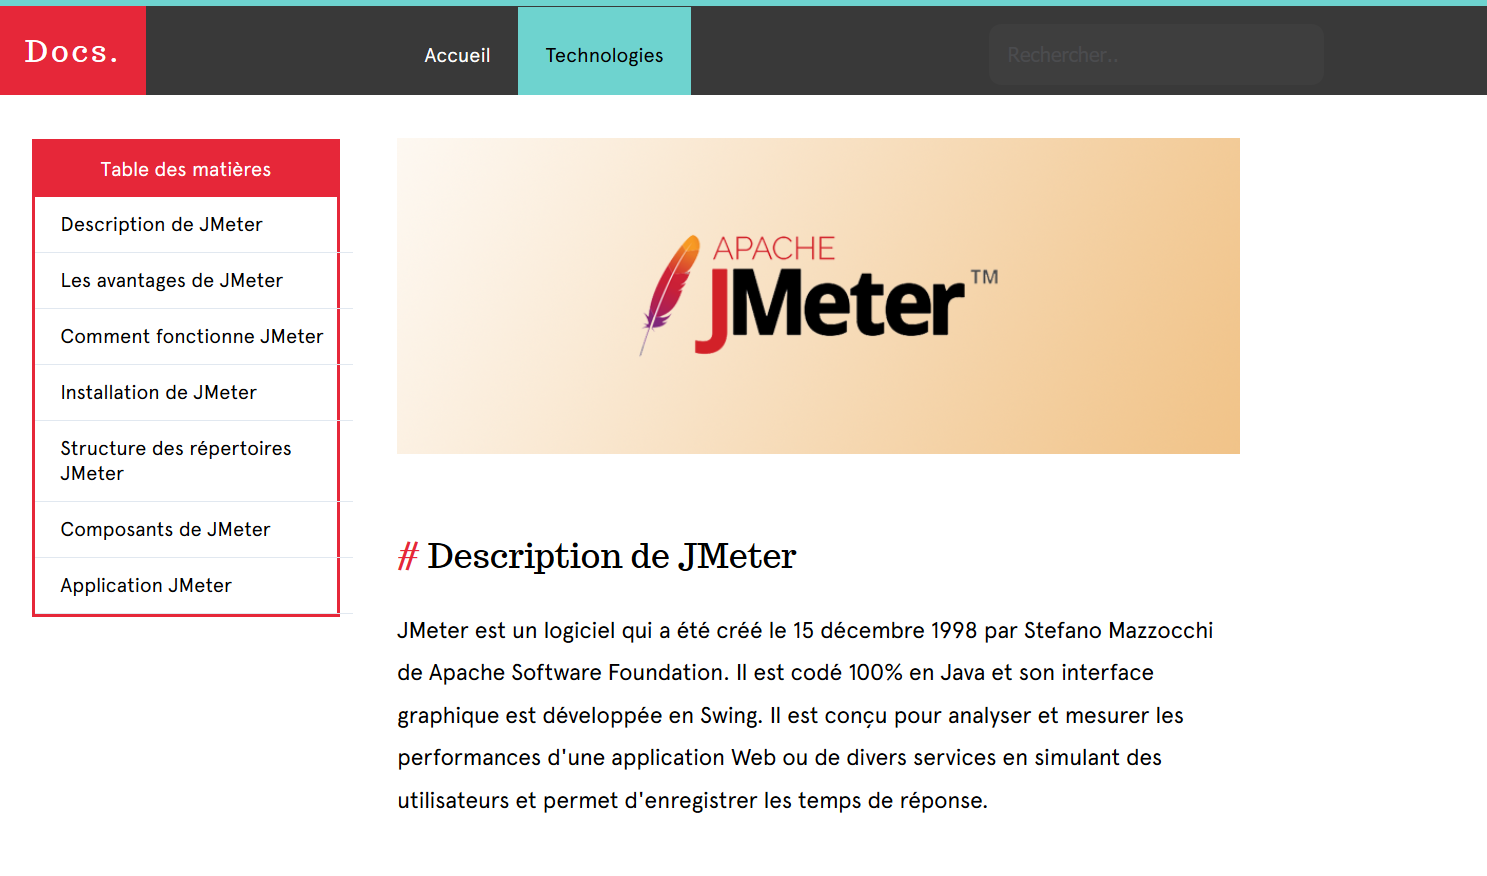 Docs.
Accueil
Technologies
Rechercher..
Table des matières
Description de JMeter
Les avantages de JMeter
Comment fonctionne JMeter
Installation de JMeter
Structure des répertoires
JMeter
Composants de JMeter
Application JMeter
APACHE
JMeter™
# Description de JMeter
JMeter est un logiciel qui a été créé le 15 décembre 1998 par Stefano Mazzocchi
de Apache Software Foundation. Il est codé 100% en Java et son interface
graphique est développée en Swing. Il est conçu pour analyser et mesurer les
performances d'une application Web ou de divers services en simulant des
utilisateurs et permet d'enregistrer les temps de réponse.